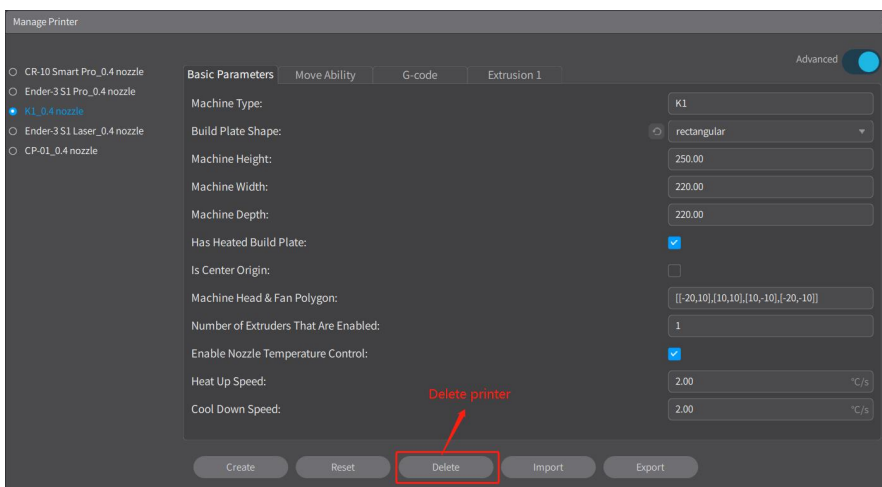 Manage Printer
Advanced
CR-10 Smart Pro_0.4 nozzle
Ender-3 S1 Pro_0.4 nozzle
K1_0.4 nozzle
Ender-3 S1 Laser_0.4 nozzle
CP-01_0.4 nozzle
Basic Parameters Move Ability G-code Extrusion 1
Machine Type: K1
Build Plate Shape: rectangular
Machine Height: 250.00
Machine Width: 220.00
Machine Depth: 220.00
Has Heated Build Plate:
Is Center Origin:
Machine Head & Fan Polygon: [[-20,10],[10,10],[10,-10],[-20,-10]]
Number of Extruders That Are Enabled: 1
Enable Nozzle Temperature Control:
Heat Up Speed: 2.00 °C/s
Delete printer
Cool Down Speed: 2.00 °C/s
Create Reset Delete Import Export